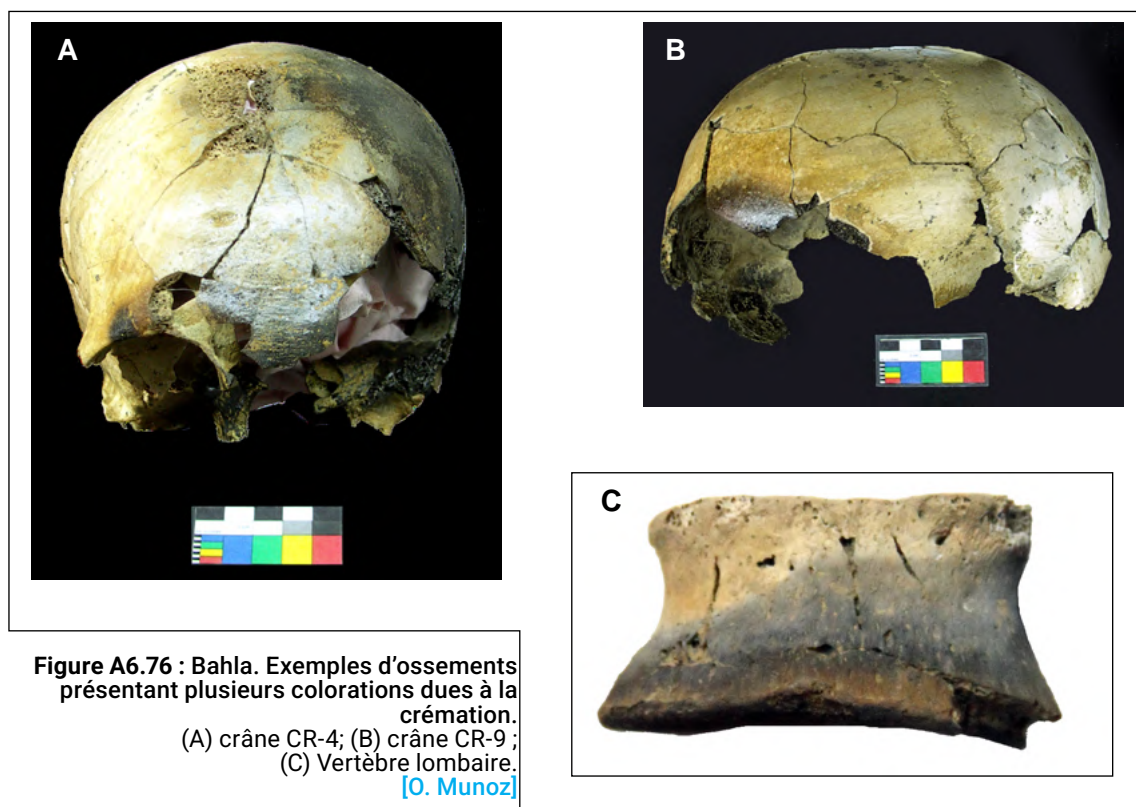 A
B
C
Figure A6.76 : Bahla. Exemples d'ossements
présentant plusieurs colorations dues à la
crémation.
(A) crâne CR-4; (B) crâne CR-9 ;
(C) Vertèbre lombaire.
[O. Munoz]